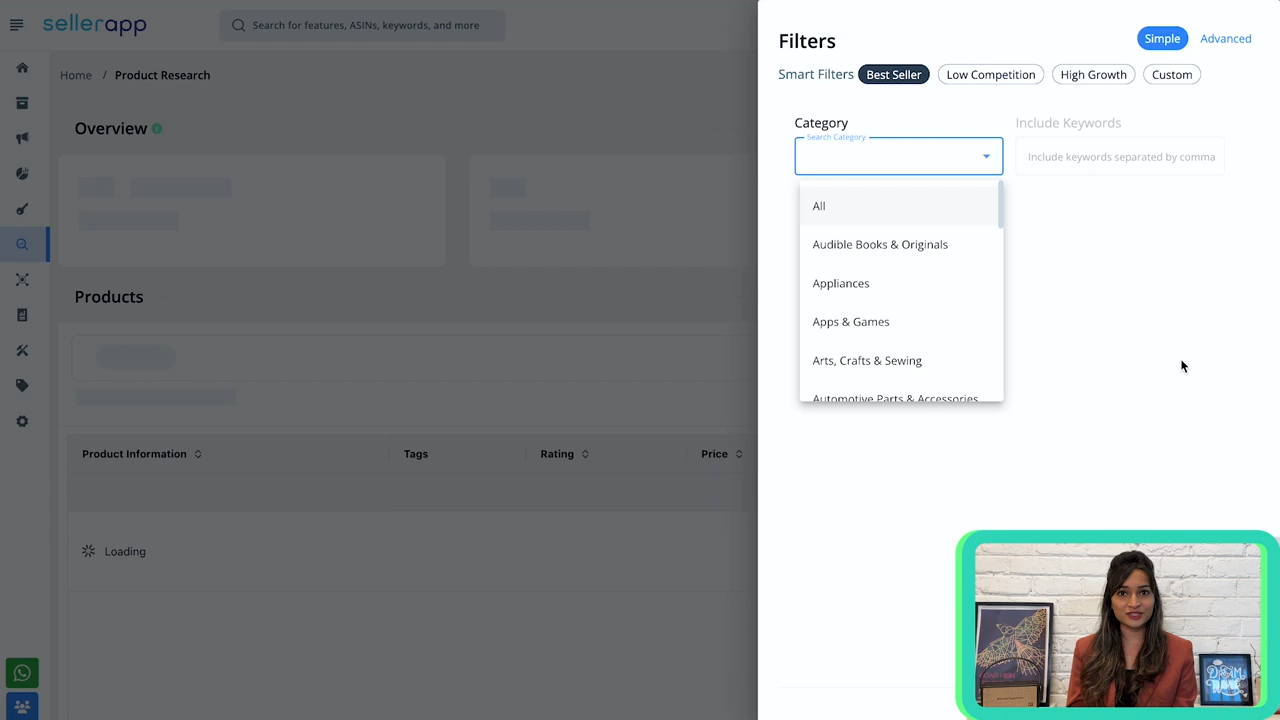 sellerapp
Search for features, ASINs, keywords, and more
Home / Product Research
Overview
Products
Product Information
Tags
Rating
Price
Loading
Filters
Simple
Advanced
Smart Filters
Best Seller
Low Competition
High Growth
Custom
Category
Include Keywords
Search Category
Include keywords separated by comma
All
Audible Books & Originals
Appliances
Apps & Games
Arts, Crafts & Sewing
Automotive Parts & Accessories